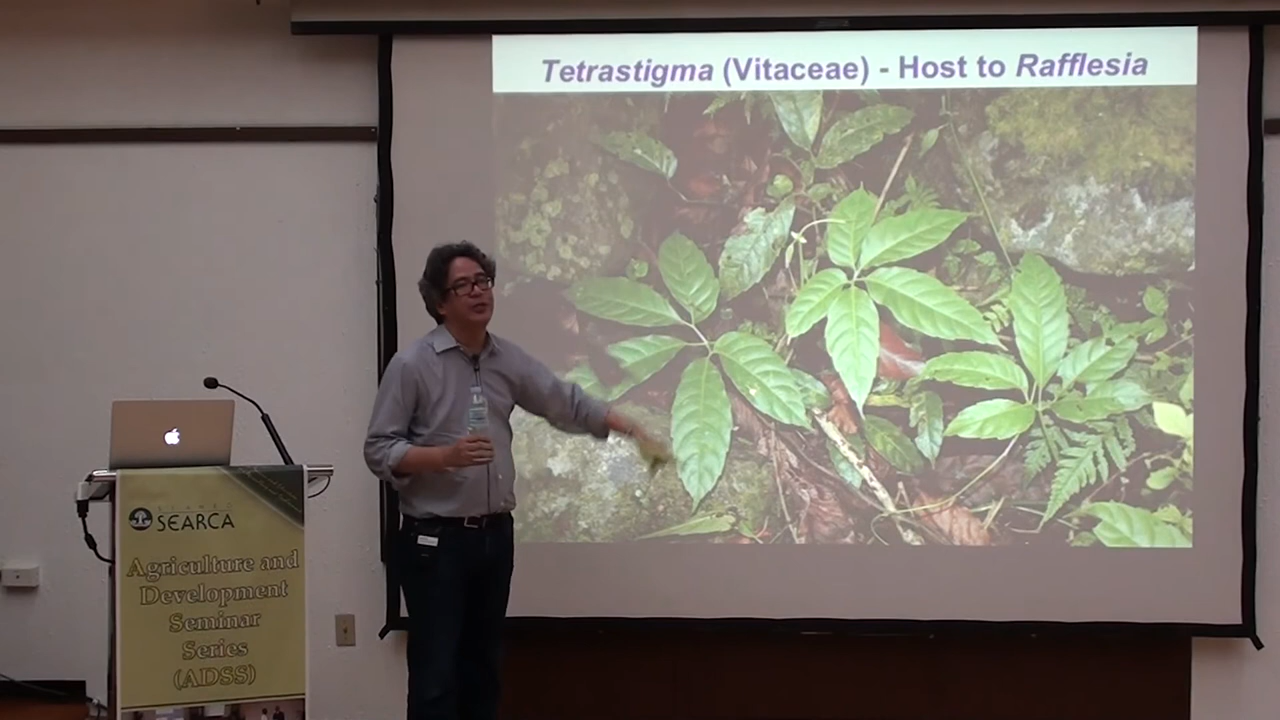 Tetrastigma (Vitaceae) - Host to Rafflesia
SEARCA
Agriculture and
Development
Seminar
Series
(ADSS)